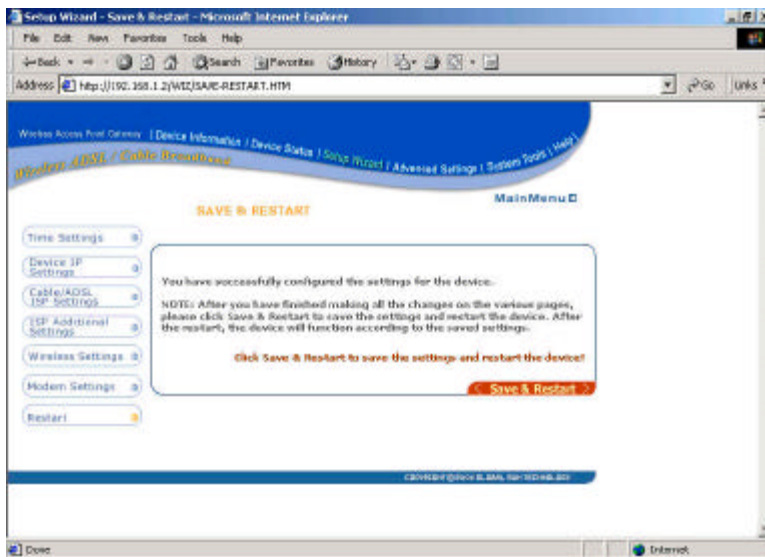 Setup Wizard - Save & Restart - Microsoft Internet Explorer
File Edit View Favorites Tools Help
Back Search Favorites History
Address http://192.168.1.2/WIZ/SAVE-RESTART.HTM Go Links
Wireless Access Point Gateway | Device Information | Device Status | Setup Wizard | Advanced Settings | System Tools | Help |
Wireless ADSL / Cable Broadband
MainMenu
SAVE & RESTART
Time Settings
Device IP
Settings
Cable/ADSL
ISP Settings
ISP Additional
Settings
Wireless Settings
Modem Settings
Restart
You have successfully configured the settings for the device.
NOTE: After you have finished making all the changes on the various pages,
please click Save & Restart to save the settings and restart the device. After
the restart, the device will function according to the saved settings.
Click Save & Restart to save the settings and restart the device!
Save & Restart
Done Internet